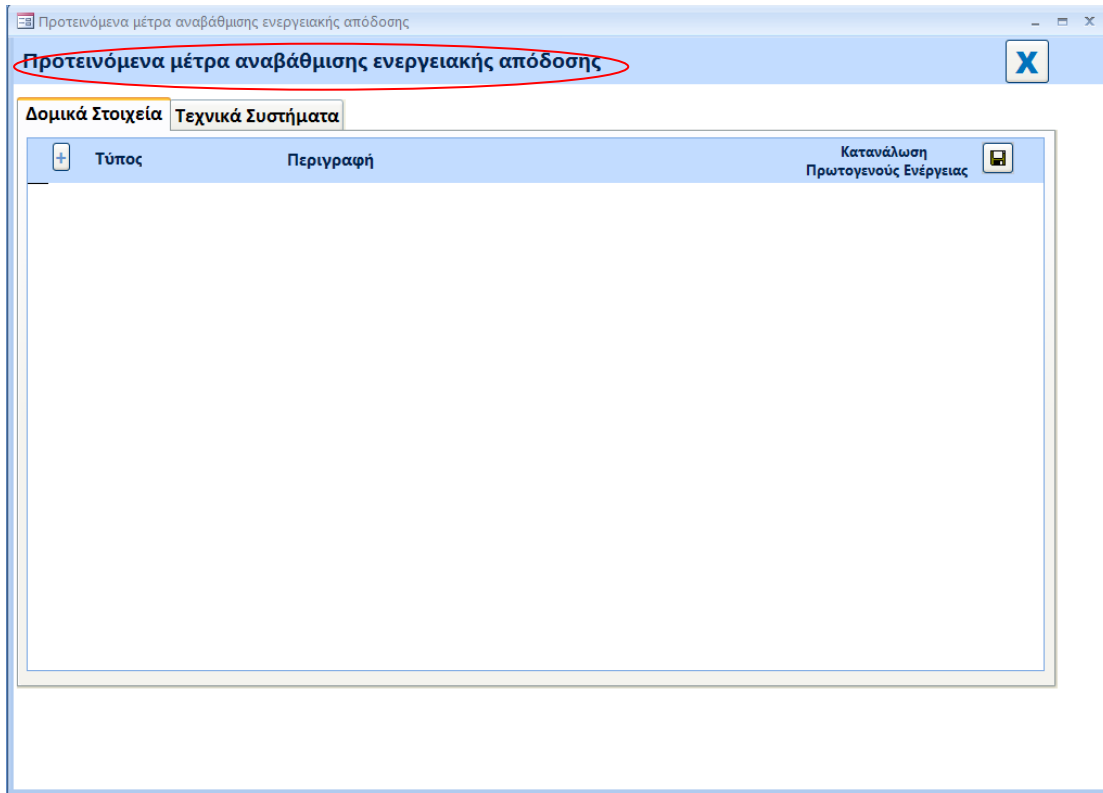 Προτεινόμενα μέτρα αναβάθμισης ενεργειακής απόδοσης
Προτεινόμενα μέτρα αναβάθμισης ενεργειακής απόδοσης
X
Δομικά Στοιχεία Τεχνικά Συστήματα
+ Τύπος Περιγραφή Κατανάλωση
Πρωτογενούς Ενέργειας